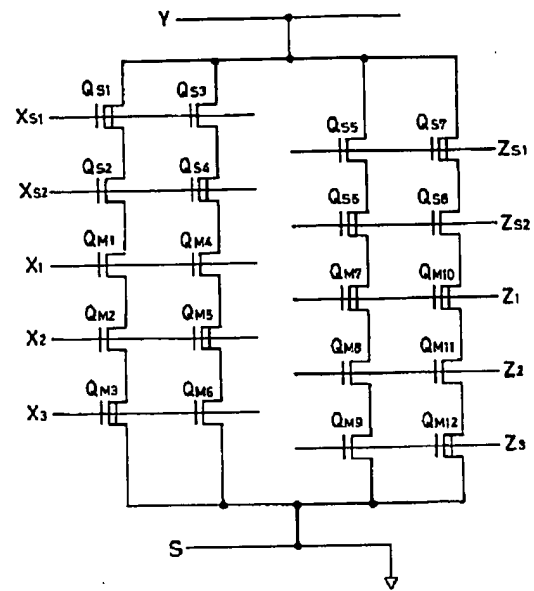 Y
QS1 QS3
XS1
QS5 QS7
ZS1
QS2 QS4
XS2
QS6 QS8
ZS2
QM1 QM4
X1
QM7 QM10
Z1
QM2 QM5
X2
QM8 QM11
Z2
QM3 QM6
X3
QM9 QM12
Z3
S